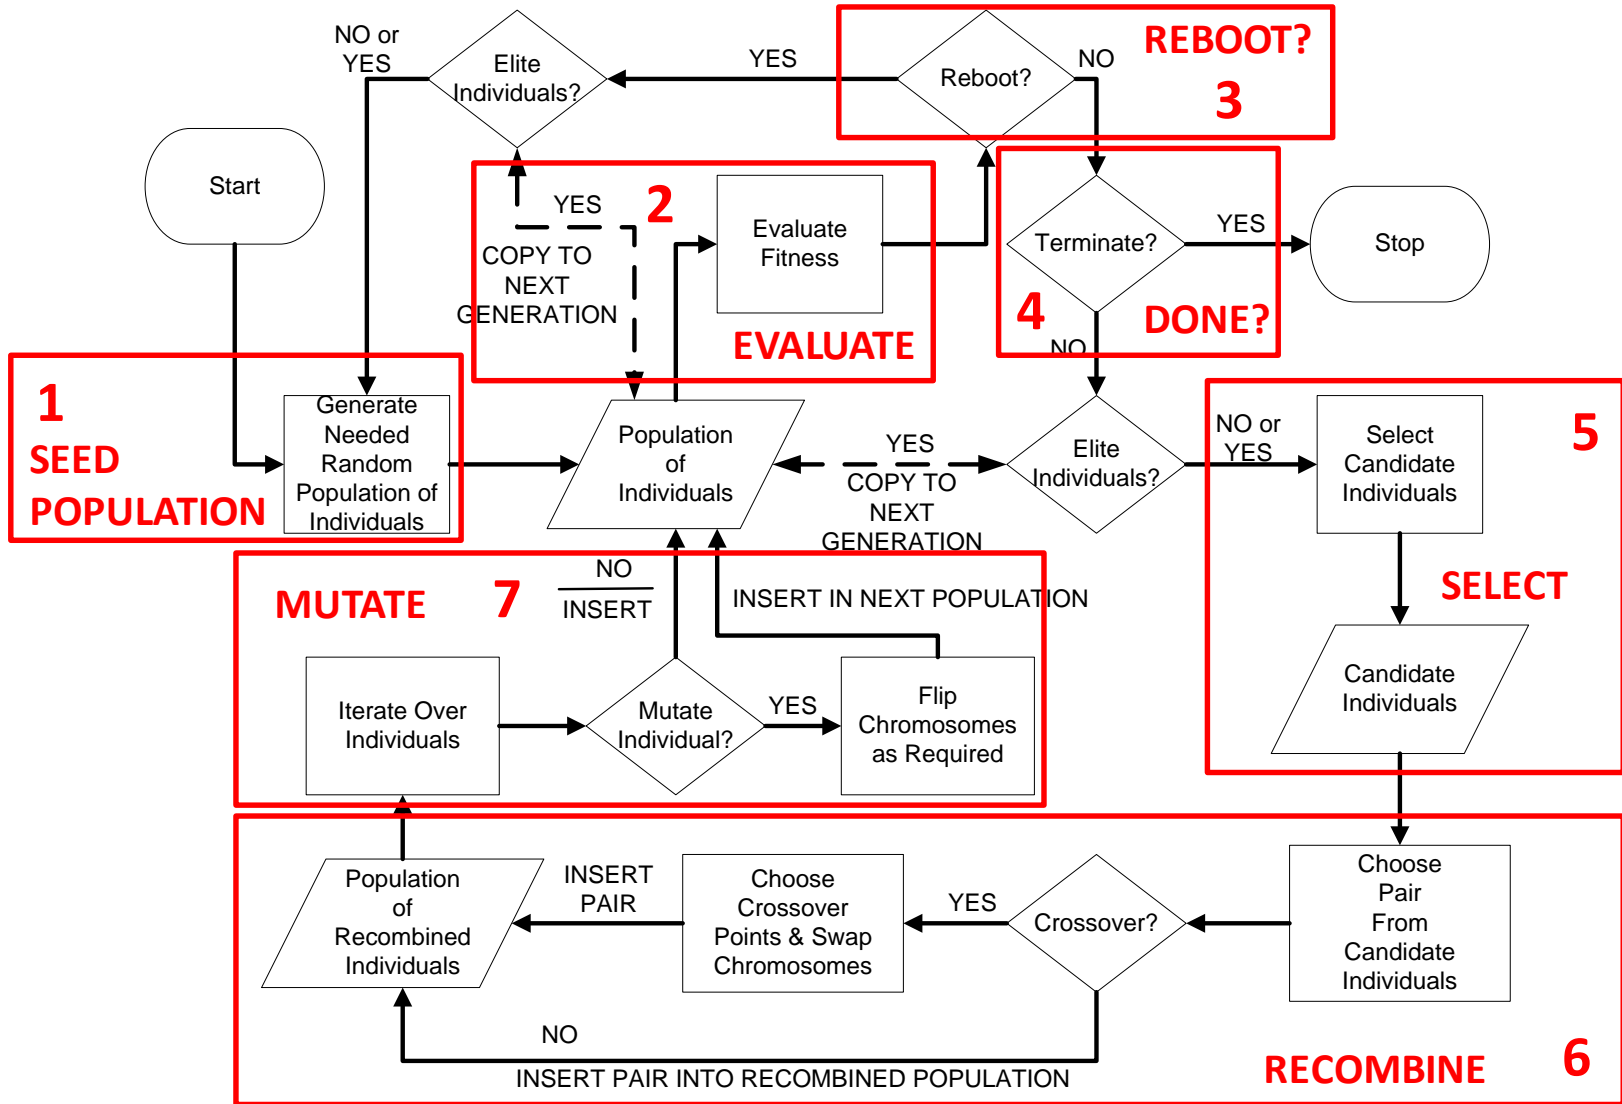 NO or
YES
Elite
Individuals?
YES
Reboot?
NO
REBOOT?
3
Start
YES
COPY TO
NEXT
GENERATION
2
Evaluate
Fitness
EVALUATE
Terminate?
YES
4
DONE?
NO
Stop
1
SEED
POPULATION
Generate
Needed
Random
Population of
Individuals
Population
of
Individuals
YES
COPY TO
NEXT
GENERATION
Elite
Individuals?
NO or
YES
Select
Candidate
Individuals
5
SELECT
Candidate
Individuals
MUTATE
7
NO
INSERT
INSERT IN NEXT POPULATION
Iterate Over
Individuals
Mutate
Individual?
YES
Flip
Chromosomes
as Required
Population
of
Recombined
Individuals
INSERT
PAIR
Choose
Crossover
Points & Swap
Chromosomes
YES
Crossover?
Choose
Pair
From
Candidate
Individuals
NO
INSERT PAIR INTO RECOMBINED POPULATION
RECOMBINE
6